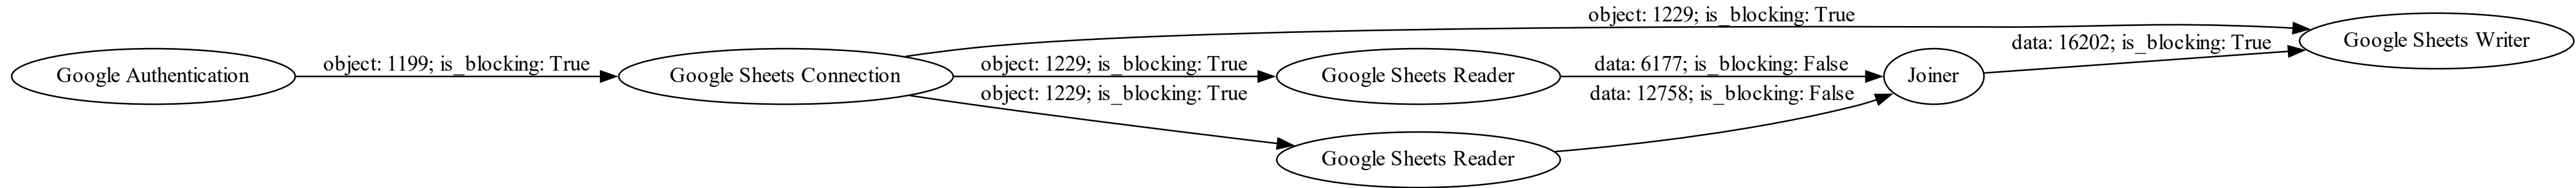 object: 1229; is_blocking: True
data: 16202; is_blocking: True
Google Sheets Writer
Google Authentication
object: 1199; is_blocking: True
Google Sheets Connection
object: 1229; is_blocking: True
Google Sheets Reader
data: 6177; is_blocking: False
Joiner
object: 1229; is_blocking: True
data: 12758; is_blocking: False
Google Sheets Reader